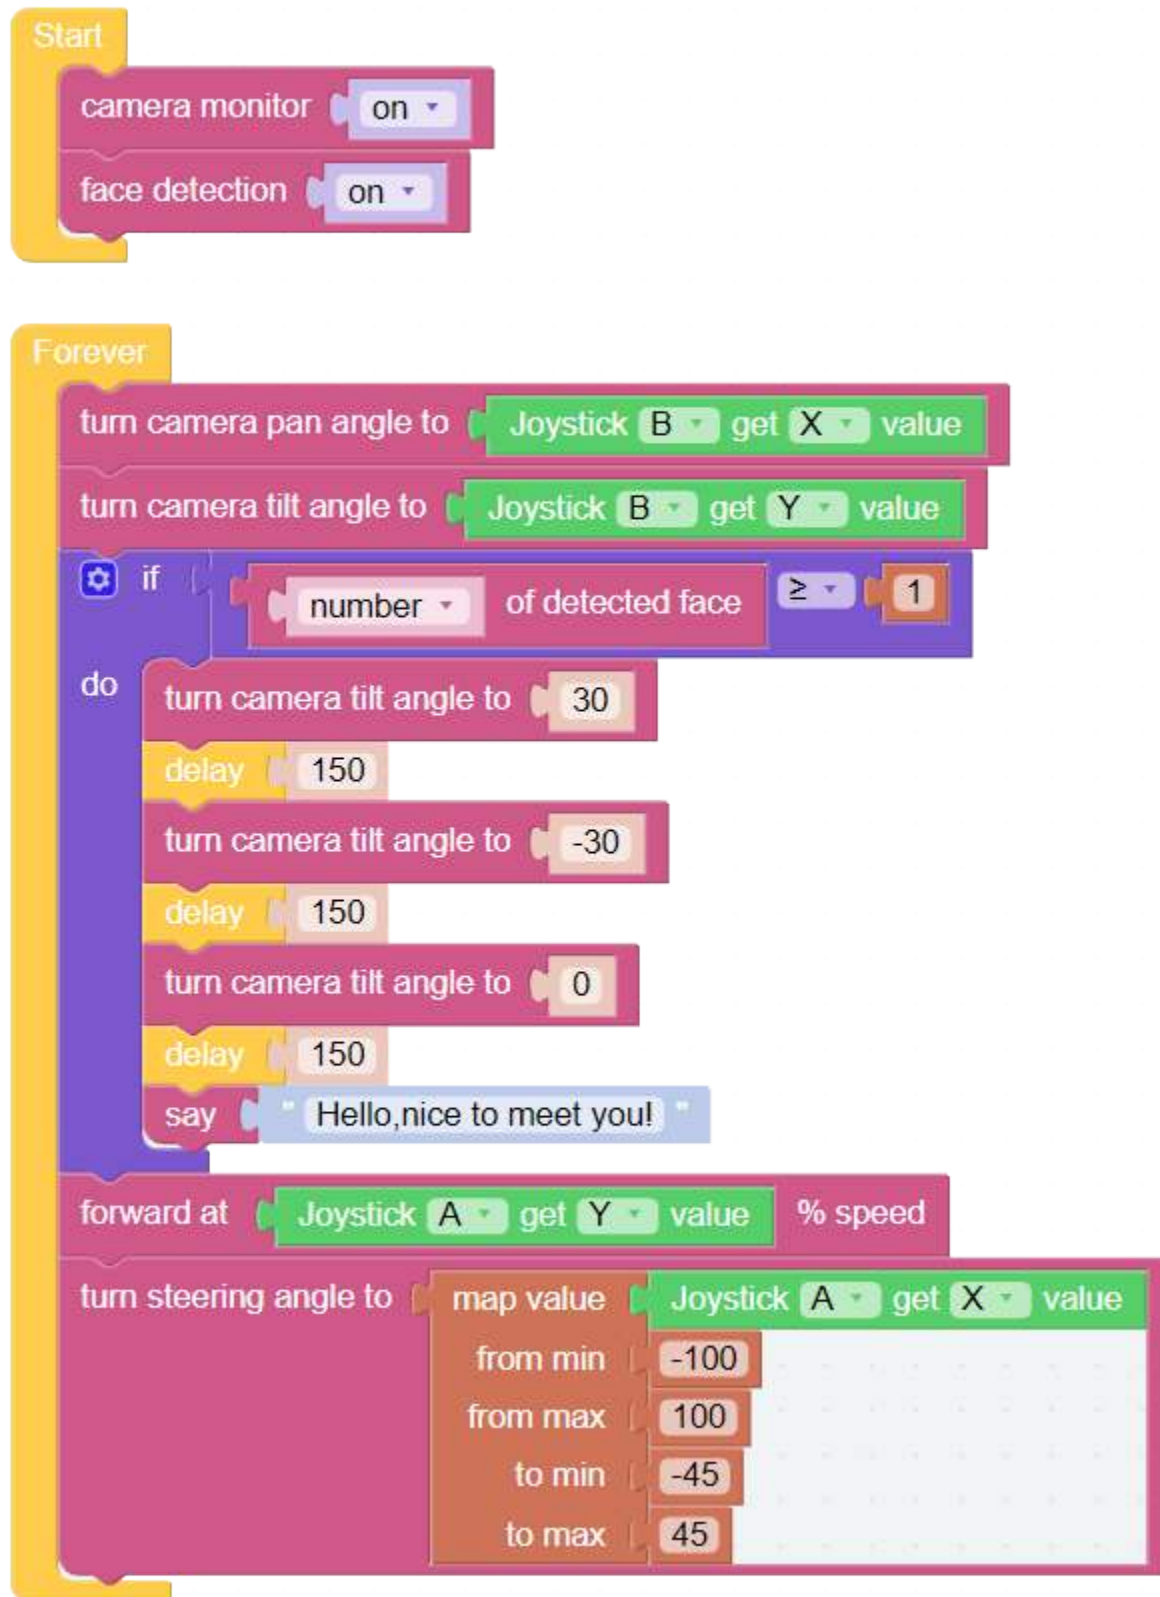 Start
camera monitor on
face detection on
Forever
turn camera pan angle to Joystick B get X value
turn camera tilt angle to Joystick B get Y value
if number of detected face ≥ 1
do
turn camera tilt angle to 30
delay 150
turn camera tilt angle to -30
delay 150
turn camera tilt angle to 0
delay 150
say " Hello,nice to meet you! "
forward at Joystick A get Y value % speed
turn steering angle to map value Joystick A get X value
from min -100
from max 100
to min -45
to max 45